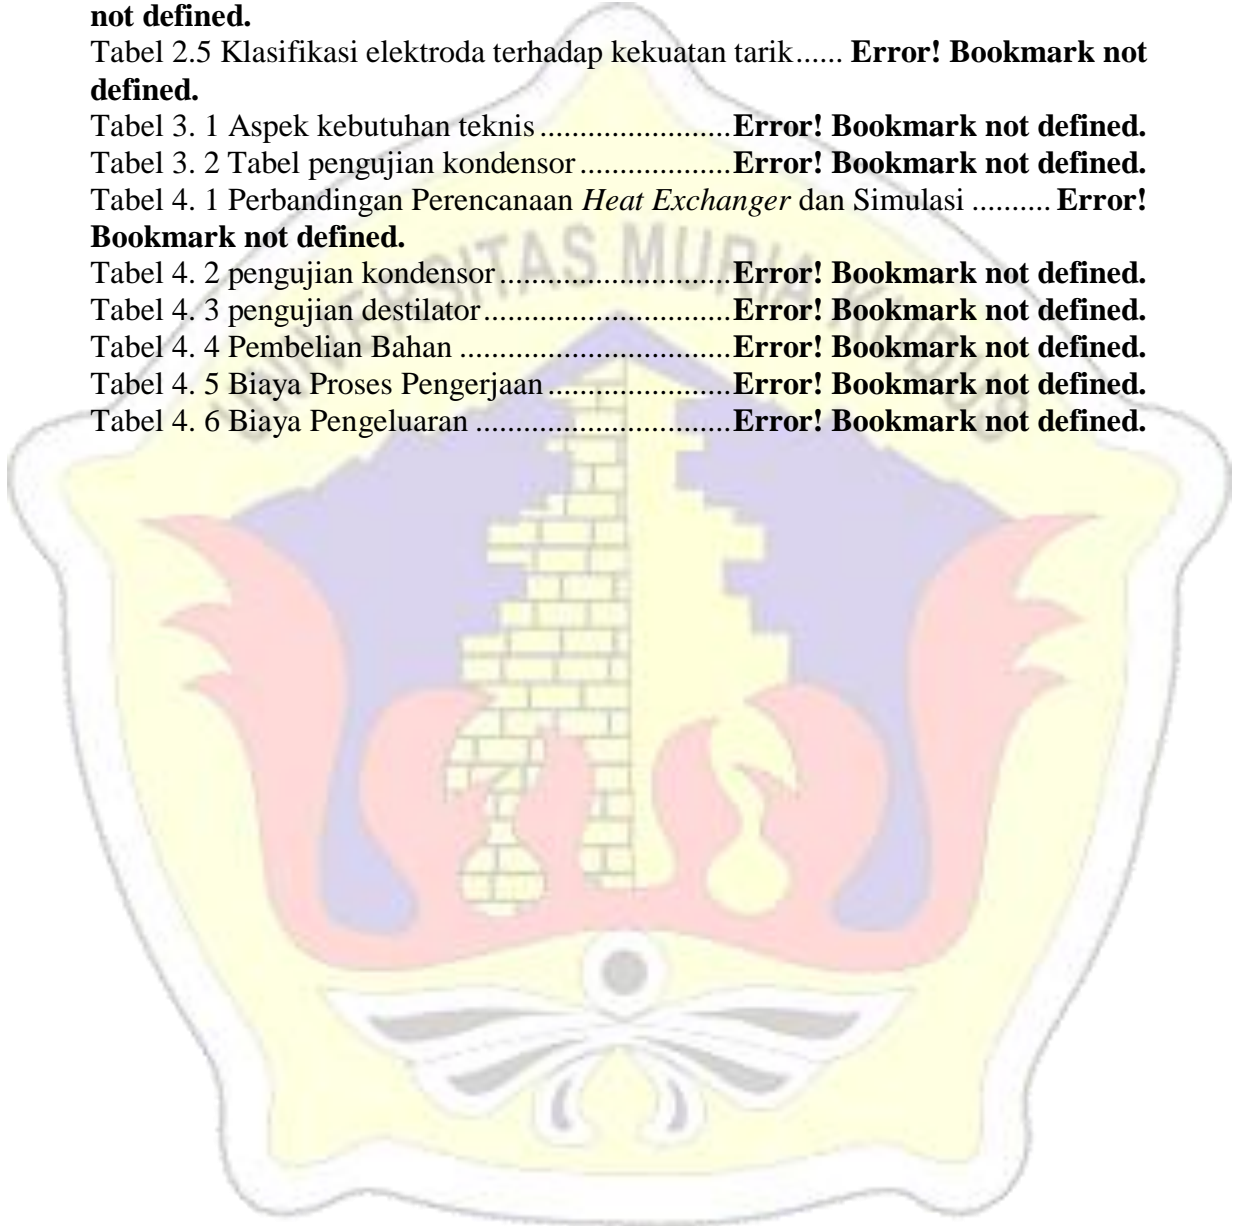 not defined.
Tabel 2.5 Klasifikasi elektroda terhadap kekuatan tarik...... Error! Bookmark not
defined.
Tabel 3. 1 Aspek kebutuhan teknis ........................Error! Bookmark not defined.
Tabel 3. 2 Tabel pengujian kondensor...................Error! Bookmark not defined.
Tabel 4. 1 Perbandingan Perencanaan Heat Exchanger dan Simulasi .......... Error!
Bookmark not defined.
Tabel 4. 2 pengujian kondensor.............................Error! Bookmark not defined.
Tabel 4. 3 pengujian destilator...............................Error! Bookmark not defined.
Tabel 4. 4 Pembelian Bahan ..................................Error! Bookmark not defined.
Tabel 4. 5 Biaya Proses Pengerjaan.......................Error! Bookmark not defined.
Tabel 4. 6 Biaya Pengeluaran ................................Error! Bookmark not defined.
UNIVERSITAS MURIA KUDUS